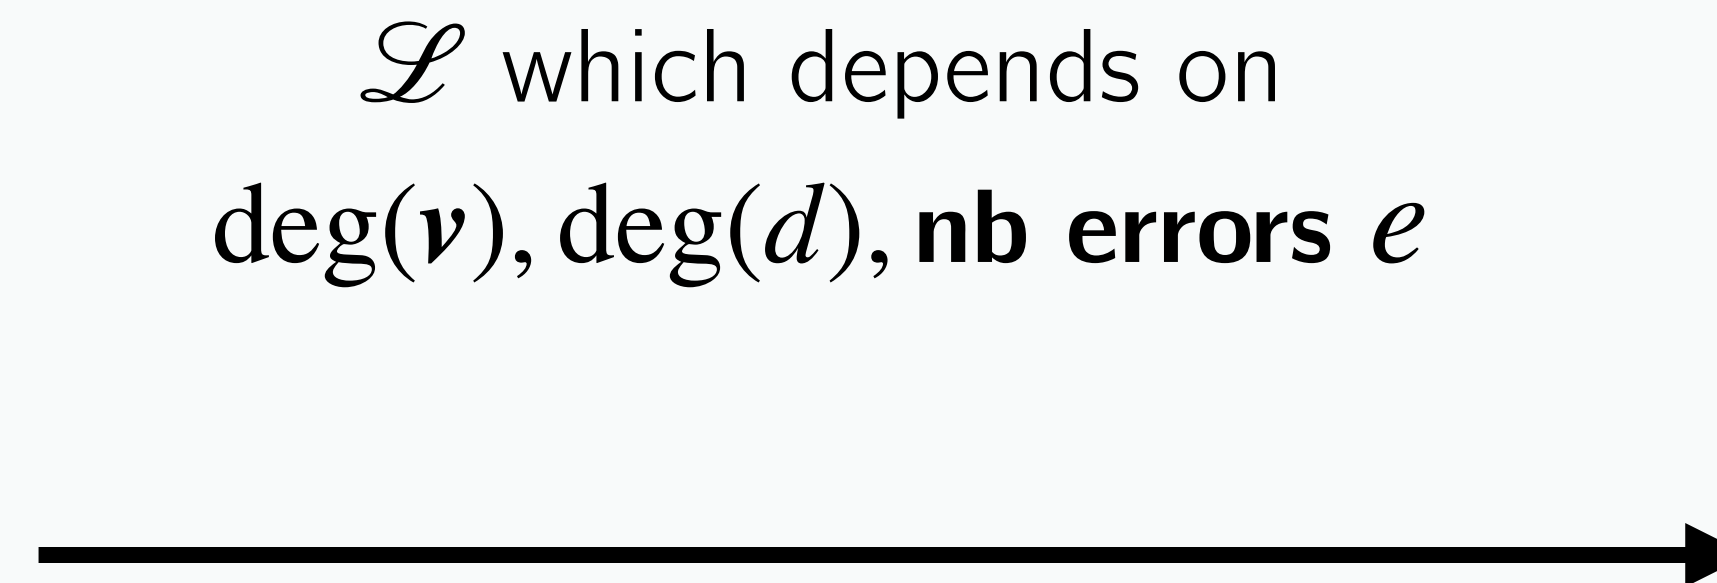 ℒ which depends on
deg(𝒗), deg(𝑑), nb errors 𝑒